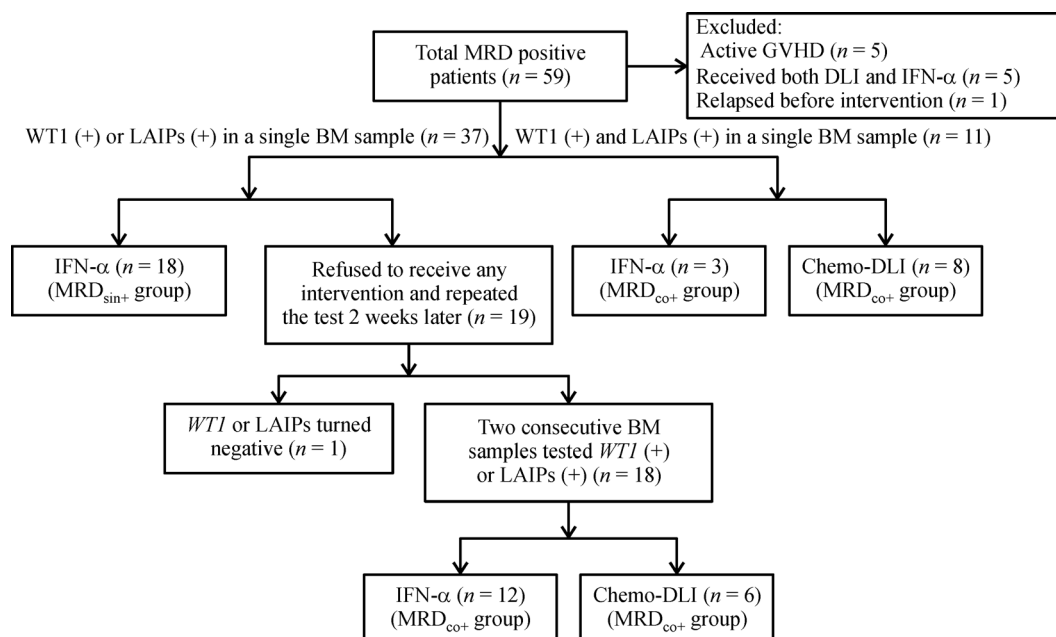 Total MRD positive
patients (n = 59)
Excluded:
Active GVHD (n = 5)
Received both DLI and IFN-α (n = 5)
Relapsed before intervention (n = 1)
WT1 (+) or LAIPs (+) in a single BM sample (n = 37)
WT1 (+) and LAIPs (+) in a single BM sample (n = 11)
IFN-α (n = 18)
(MRDsin+ group)
Refused to receive any
intervention and repeated
the test 2 weeks later (n = 19)
IFN-α (n = 3)
(MRDco+ group)
Chemo-DLI (n = 8)
(MRDco+ group)
WT1 or LAIPs turned
negative (n = 1)
Two consecutive BM
samples tested WT1 (+)
or LAIPs (+) (n = 18)
IFN-α (n = 12)
(MRDco+ group)
Chemo-DLI (n = 6)
(MRDco+ group)